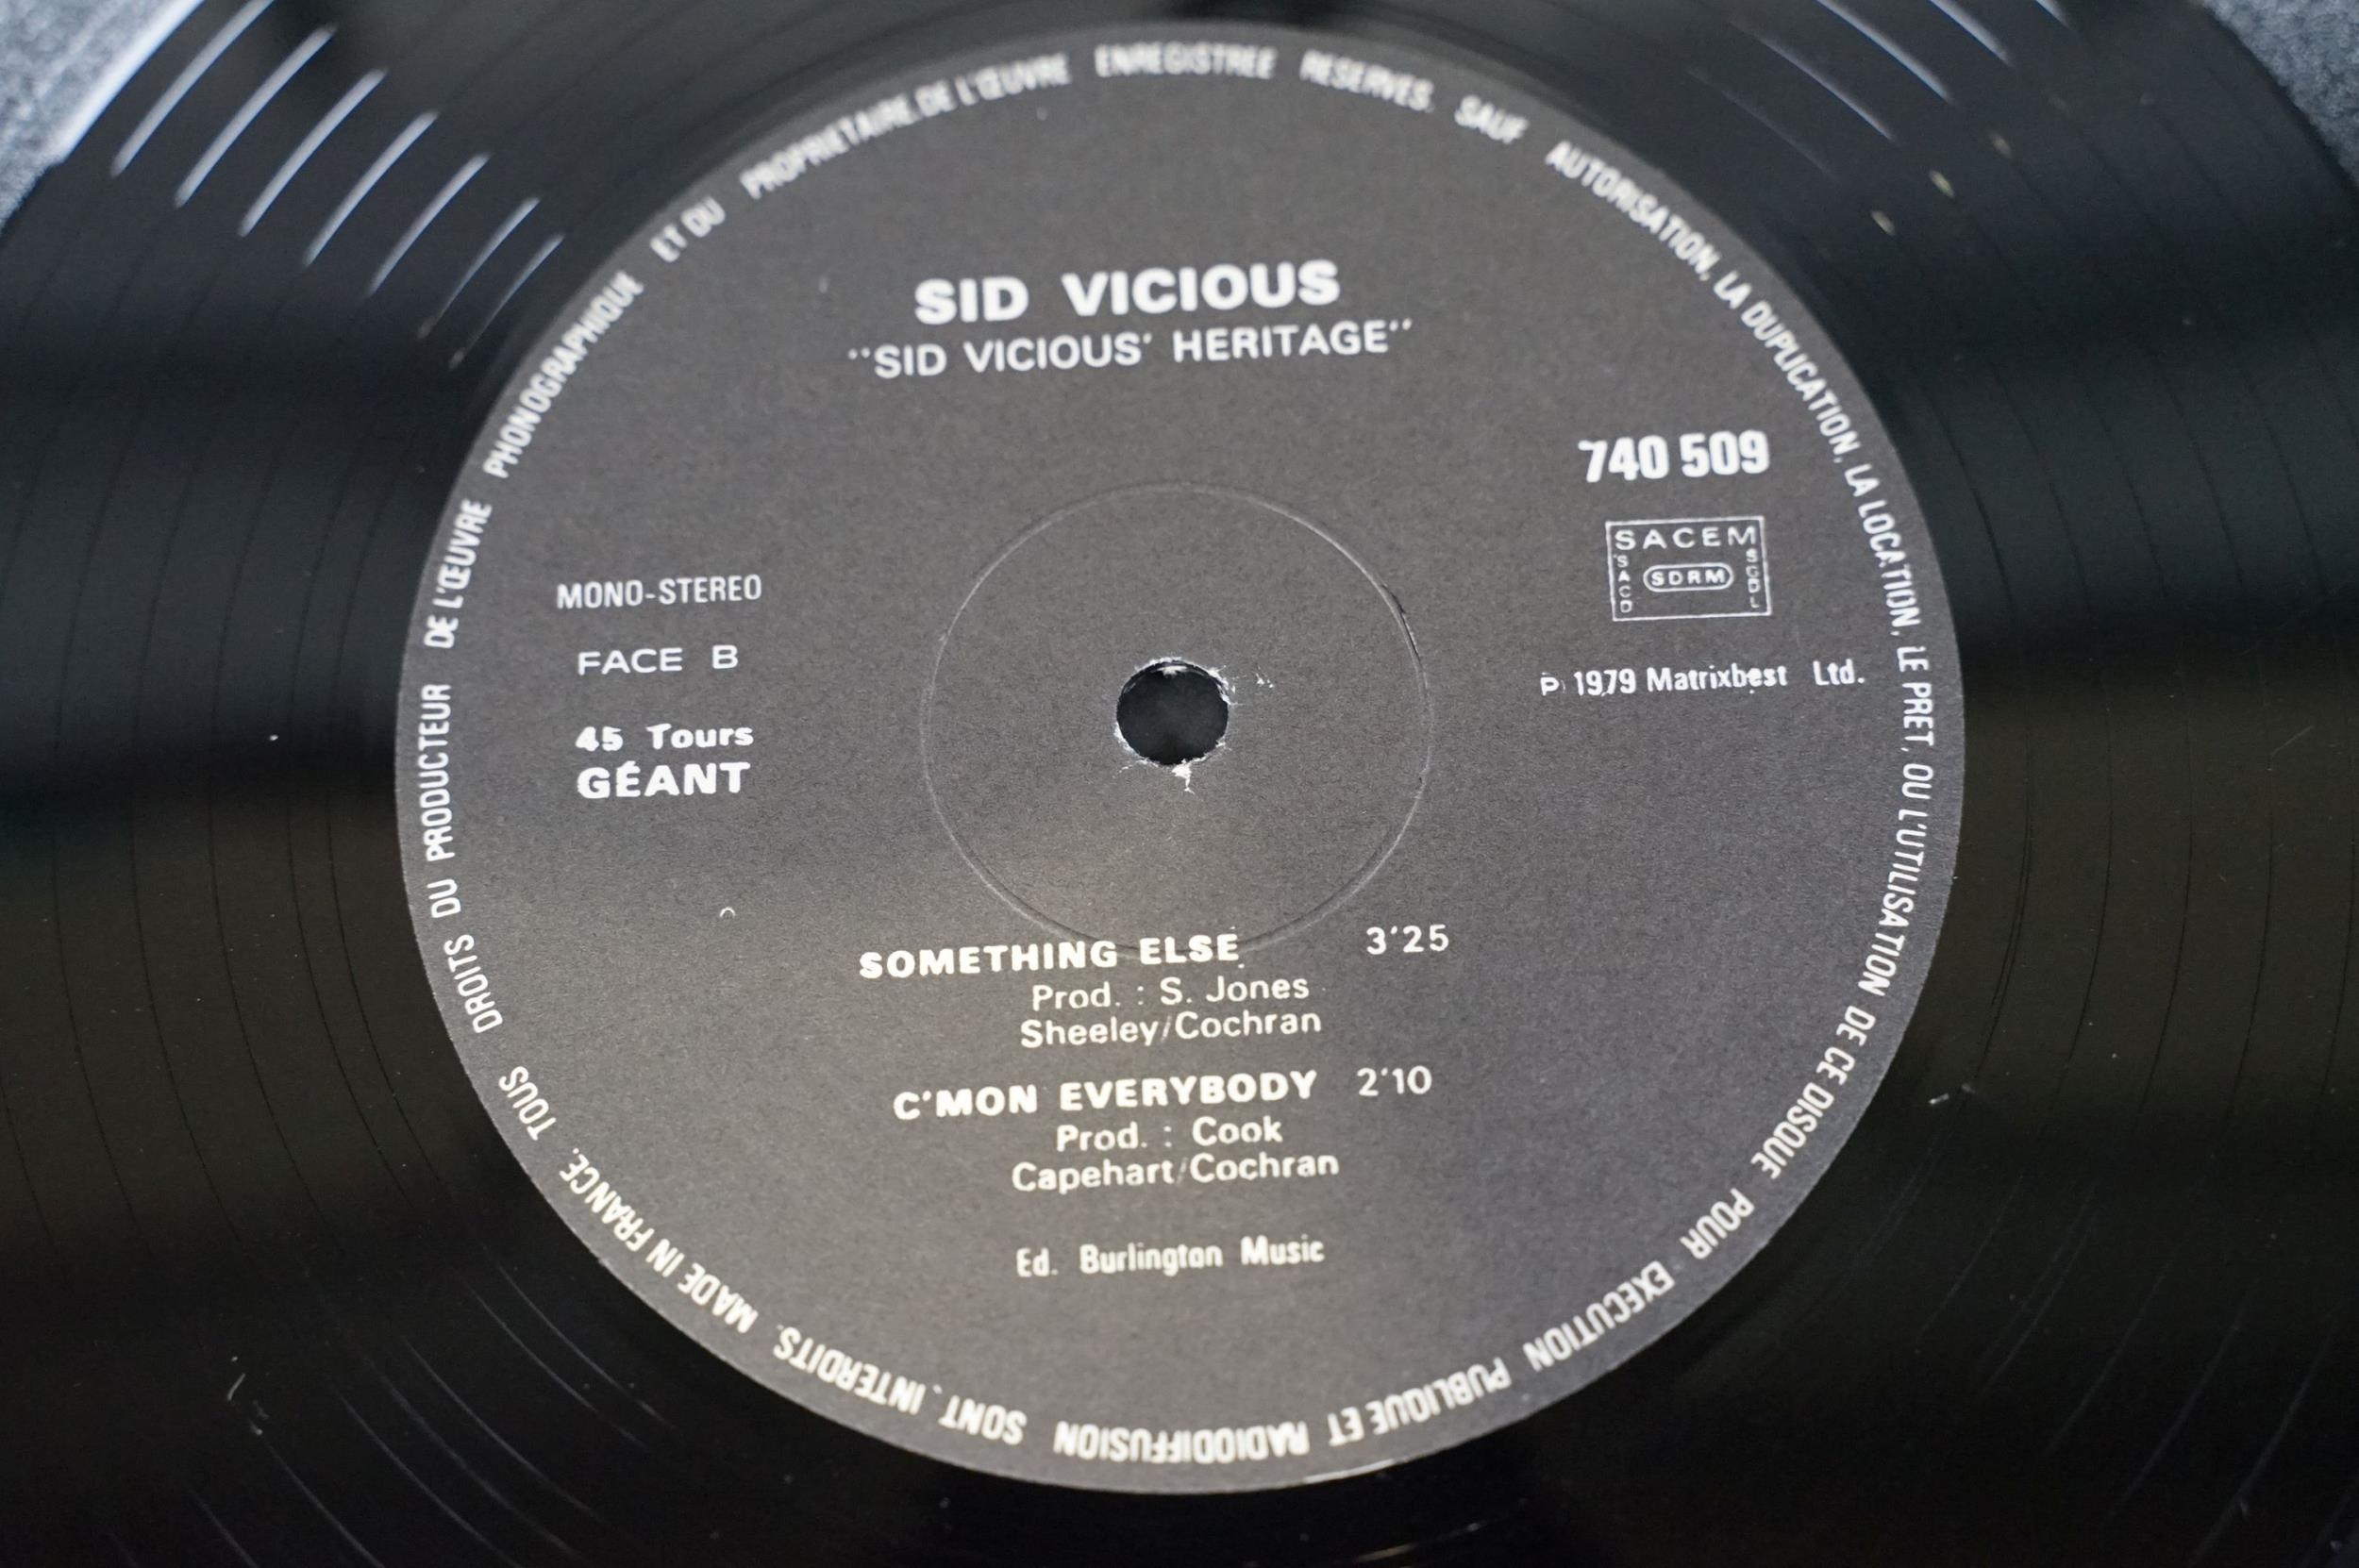 SID VICIOUS
"SID VICIOUS' HERITAGE"
740 509
SACEM
SACD
SDRM
SGDL
MONO-STEREO
FACE B
℗ 1979 Matrixbest Ltd.
45 Tours
GÉANT
SOMETHING ELSE 3'25
Prod. : S. Jones
Sheeley/Cochran
C'MON EVERYBODY 2'10
Prod. : Cook
Capehart/Cochran
Ed. Burlington Music
TOUS DROITS DU PRODUCTEUR DE L'ŒUVRE PHONOGRAPHIQUE ET DU PROPRIETAIRE.DE L'ŒUVRE ENREGISTREE RESERVES. SAUF AUTORISATION, LA DUPLICATION, LA LOCATION, LE PRET, OU L'UTILISATION DE CE DISQUE POUR EXECUTION PUBLIQUE ET RADIODIFFUSION SONT INTERDITS. MADE IN FRANCE.